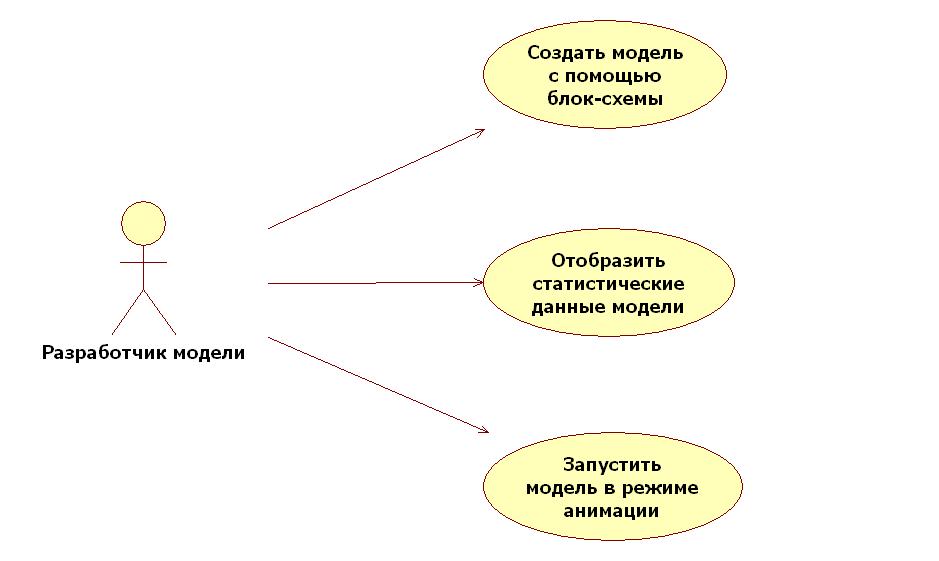 Создать модель
с помощью
блок-схемы
Отобразить
статистические
данные модели
Разработчик модели
Запустить
модель в режиме
анимации